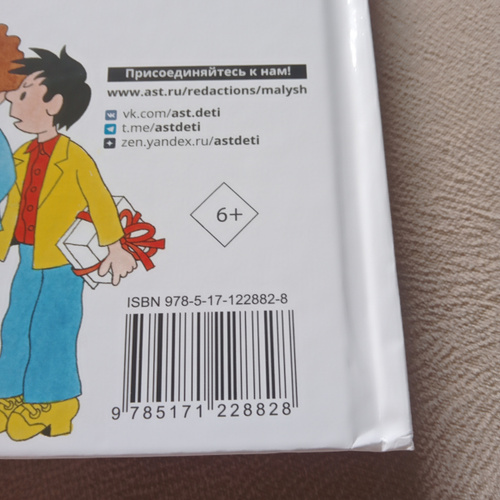 Присоединяйтесь к нам!
www.ast.ru/redactions/malysh
vk.com/ast.deti
t.me/astdeti
zen.yandex.ru/astdeti
6+
ISBN 978-5-17-122882-8
9 785171 228828